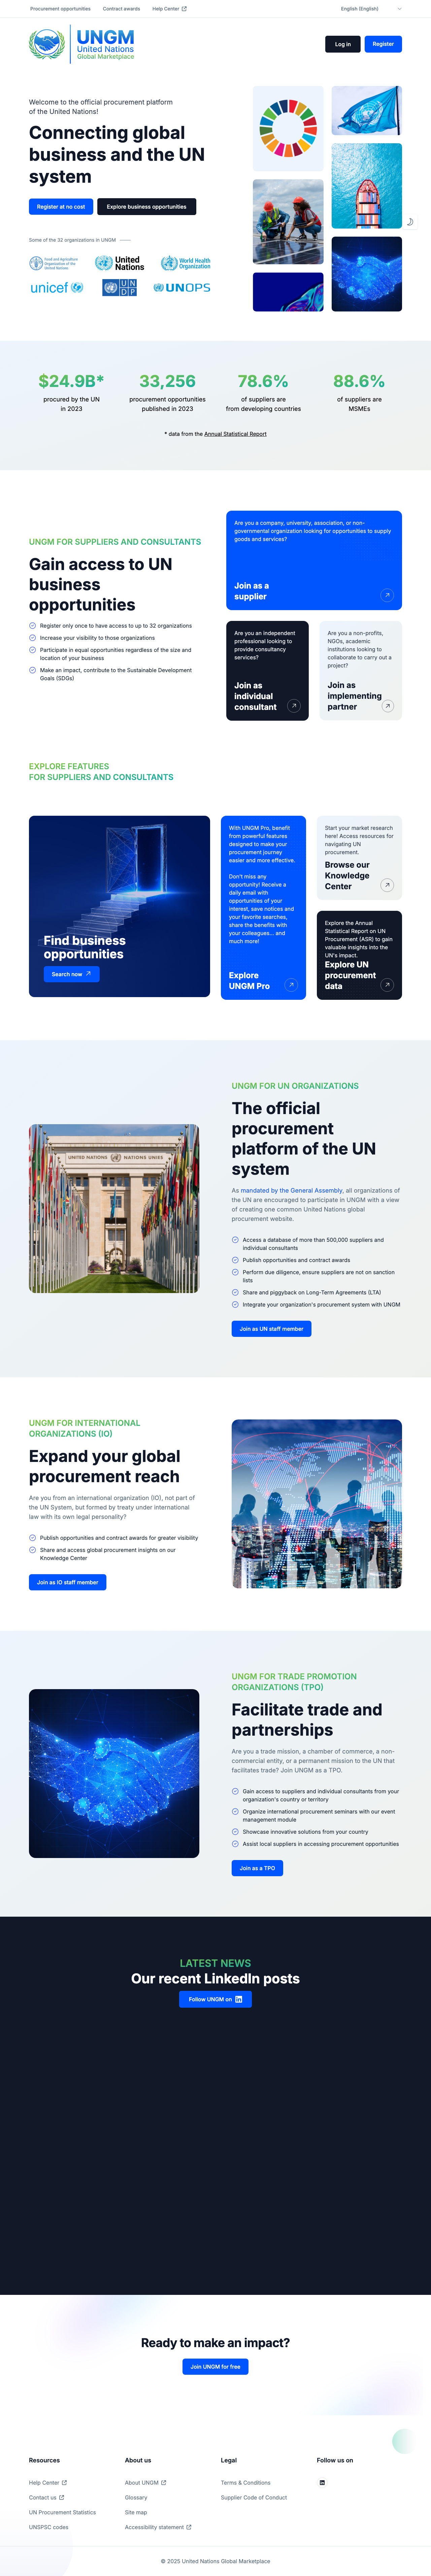 Procurement opportunities
Contract awards
Help Center
English (English)
UNGM
United Nations
Global Marketplace
Log in
Register
Welcome to the official procurement platform
of the United Nations!
Connecting global
business and the UN
system
Register at no cost
Explore business opportunities
Some of the 32 organizations in UNGM
Food and Agriculture
Organization of the
United Nations
United
Nations
World Health
Organization
unicef
UN
DP
UNOPS
$24.9B*
procured by the UN
in 2023
33,256
procurement opportunities
published in 2023
78.6%
of suppliers are
from developing countries
88.6%
of suppliers are
MSMEs
* data from the Annual Statistical Report
UNGM FOR SUPPLIERS AND CONSULTANTS
Gain access to UN
business
opportunities
Register only once to have access to up to 32 organizations
Increase your visibility to those organizations
Participate in equal opportunities regardless of the size and
location of your business
Make an impact, contribute to the Sustainable Development
Goals (SDGs)
Are you a company, university, association, or non-
governmental organization looking for opportunities to supply
goods and services?
Join as a
supplier
Are you an independent
professional looking to
provide consultancy
services?
Join as
individual
consultant
Are you a non-profits,
NGOs, academic
institutions looking to
collaborate to carry out a
project?
Join as
implementing
partner
EXPLORE FEATURES
FOR SUPPLIERS AND CONSULTANTS
Find business
opportunities
Search now
With UNGM Pro, benefit
from powerful features
designed to make your
procurement journey
easier and more effective.
Don't miss any
opportunity! Receive a
daily email with
opportunities of your
interest, save notices and
your favorite searches,
share the benefits with
your colleagues... and
much more!
Explore
UNGM Pro
Start your market research
here! Access resources for
navigating UN
procurement.
Browse our
Knowledge
Center
Explore the Annual
Statistical Report on UN
Procurement (ASR) to gain
valuable insights into the
UN's impact.
Explore UN
procurement
data
UNITED NATIONS NATIONS UNIES
UNGM FOR UN ORGANIZATIONS
The official
procurement
platform of the UN
system
As mandated by the General Assembly, all organizations of
the UN are encouraged to participate in UNGM with a view
of creating one common United Nations global
procurement website.
Access a database of more than 500,000 suppliers and
individual consultants
Publish opportunities and contract awards
Perform due diligence, ensure suppliers are not on sanction
lists
Share and piggyback on Long-Term Agreements (LTA)
Integrate your organization's procurement system with UNGM
Join as UN staff member
UNGM FOR INTERNATIONAL
ORGANIZATIONS (IO)
Expand your global
procurement reach
Are you from an international organization (IO), not part of
the UN System, but formed by treaty under International
law with its own legal personality?
Publish opportunities and contract awards for greater visibility
Share and access global procurement insights on our
Knowledge Center
Join as IO staff member
UNGM FOR TRADE PROMOTION
ORGANIZATIONS (TPO)
Facilitate trade and
partnerships
Are you a trade mission, a chamber of commerce, a non-
commercial entity, or a permanent mission to the UN that
facilitates trade? Join UNGM as a TPO.
Gain access to suppliers and individual consultants from your
organization's country or territory
Organize international procurement seminars with our event
management module
Showcase innovative solutions from your country
Assist local suppliers in accessing procurement opportunities
Join as a TPO
LATEST NEWS
Our recent LinkedIn posts
Follow UNGM on
Ready to make an impact?
Join UNGM for free
Resources
Help Center
Contact us
UN Procurement Statistics
UNSPSC codes
About us
About UNGM
Glossary
Site map
Accessibility statement
Legal
Terms & Conditions
Supplier Code of Conduct
Follow us on
© 2025 United Nations Global Marketplace